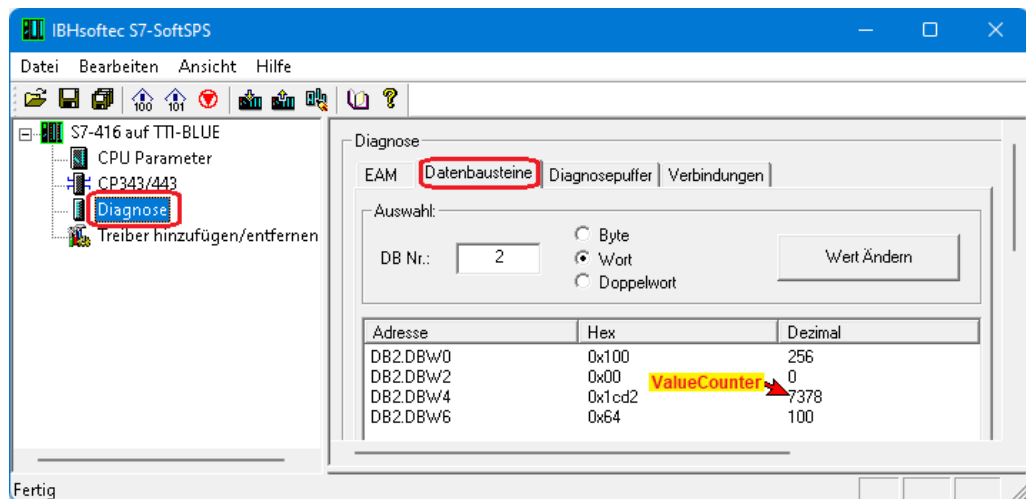 IBHsoftec S7-SoftSPS
Datei Bearbeiten Ansicht Hilfe
100 101
S7-416 auf TTI-BLUE
CPU Parameter
CP343/443
Diagnose
Treiber hinzufügen/entfernen
Diagnose
EAM Datenbausteine Diagnosepuffer Verbindungen
Auswahl:
DB Nr.: 2
Byte
Wort
Doppelwort
Wert Ändern
Adresse Hex Dezimal
DB2.DBW0 0x100 256
DB2.DBW2 0x00 0
ValueCounter
DB2.DBW4 0x1cd2 7378
DB2.DBW6 0x64 100
Fertig